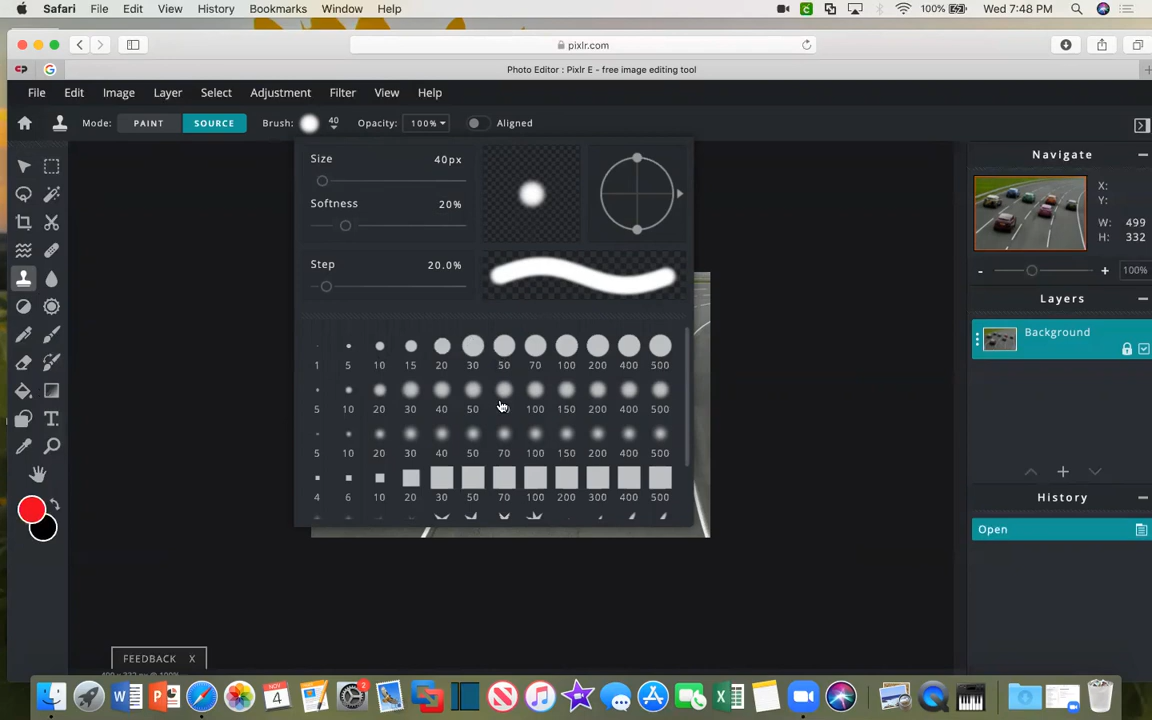 Safari File Edit View History Bookmarks Window Help 100% Wed 7:48 PM
pixlr.com
Photo Editor : Pixlr E - free image editing tool
File Edit Image Layer Select Adjustment Filter View Help
Mode: PAINT SOURCE Brush: 40 Opacity: 100% Aligned
Size 40px
Softness 20%
Step 20.0%
1 5 10 15 20 30 50 70 100 200 400 500
5 10 20 30 40 50 100 150 200 400 500
5 10 20 30 40 50 70 100 150 200 400 500
4 6 10 20 30 50 70 100 200 300 400 500
Navigate
X:
Y:
W: 499
H: 332
- + 100%
Layers
Background
History
Open
FEEDBACK X
NOV
4
2